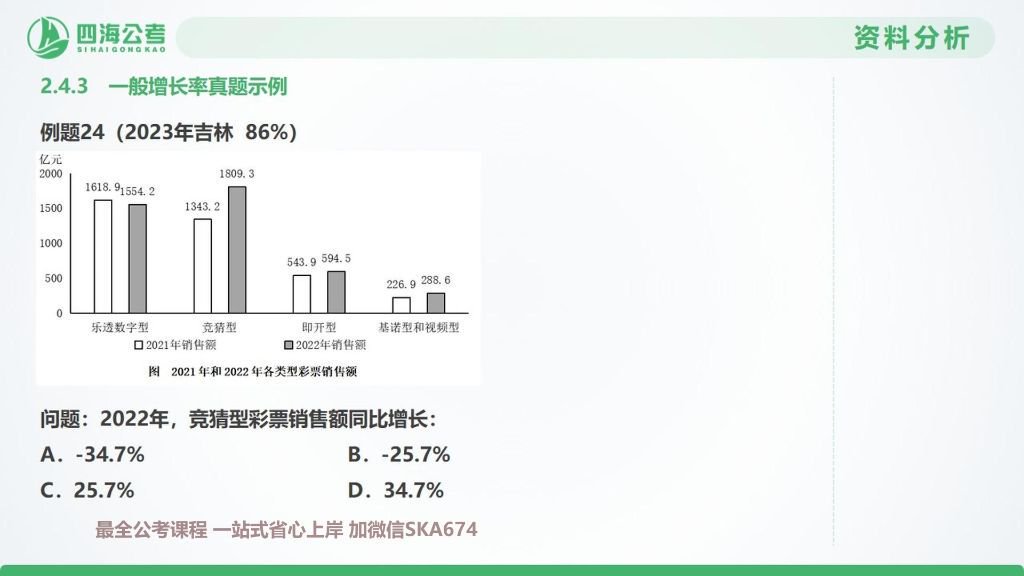 四海公考
SIHAIGONGKAO
资料分析
2.4.3 一般增长率真题示例
例题24（2023年吉林 86%）
亿元
2000
1500
1000
500
0
1618.9
1554.2
1343.2
1809.3
543.9
594.5
226.9
288.6
乐透数字型 竞猜型 即开型 基诺型和视频型
2021年销售额 2022年销售额
图 2021年和2022年各类型彩票销售额
问题：2022年，竞猜型彩票销售额同比增长：
A. -34.7% B. -25.7%
C. 25.7% D. 34.7%
最全公考课程 一站式省心上岸 加微信SKA674